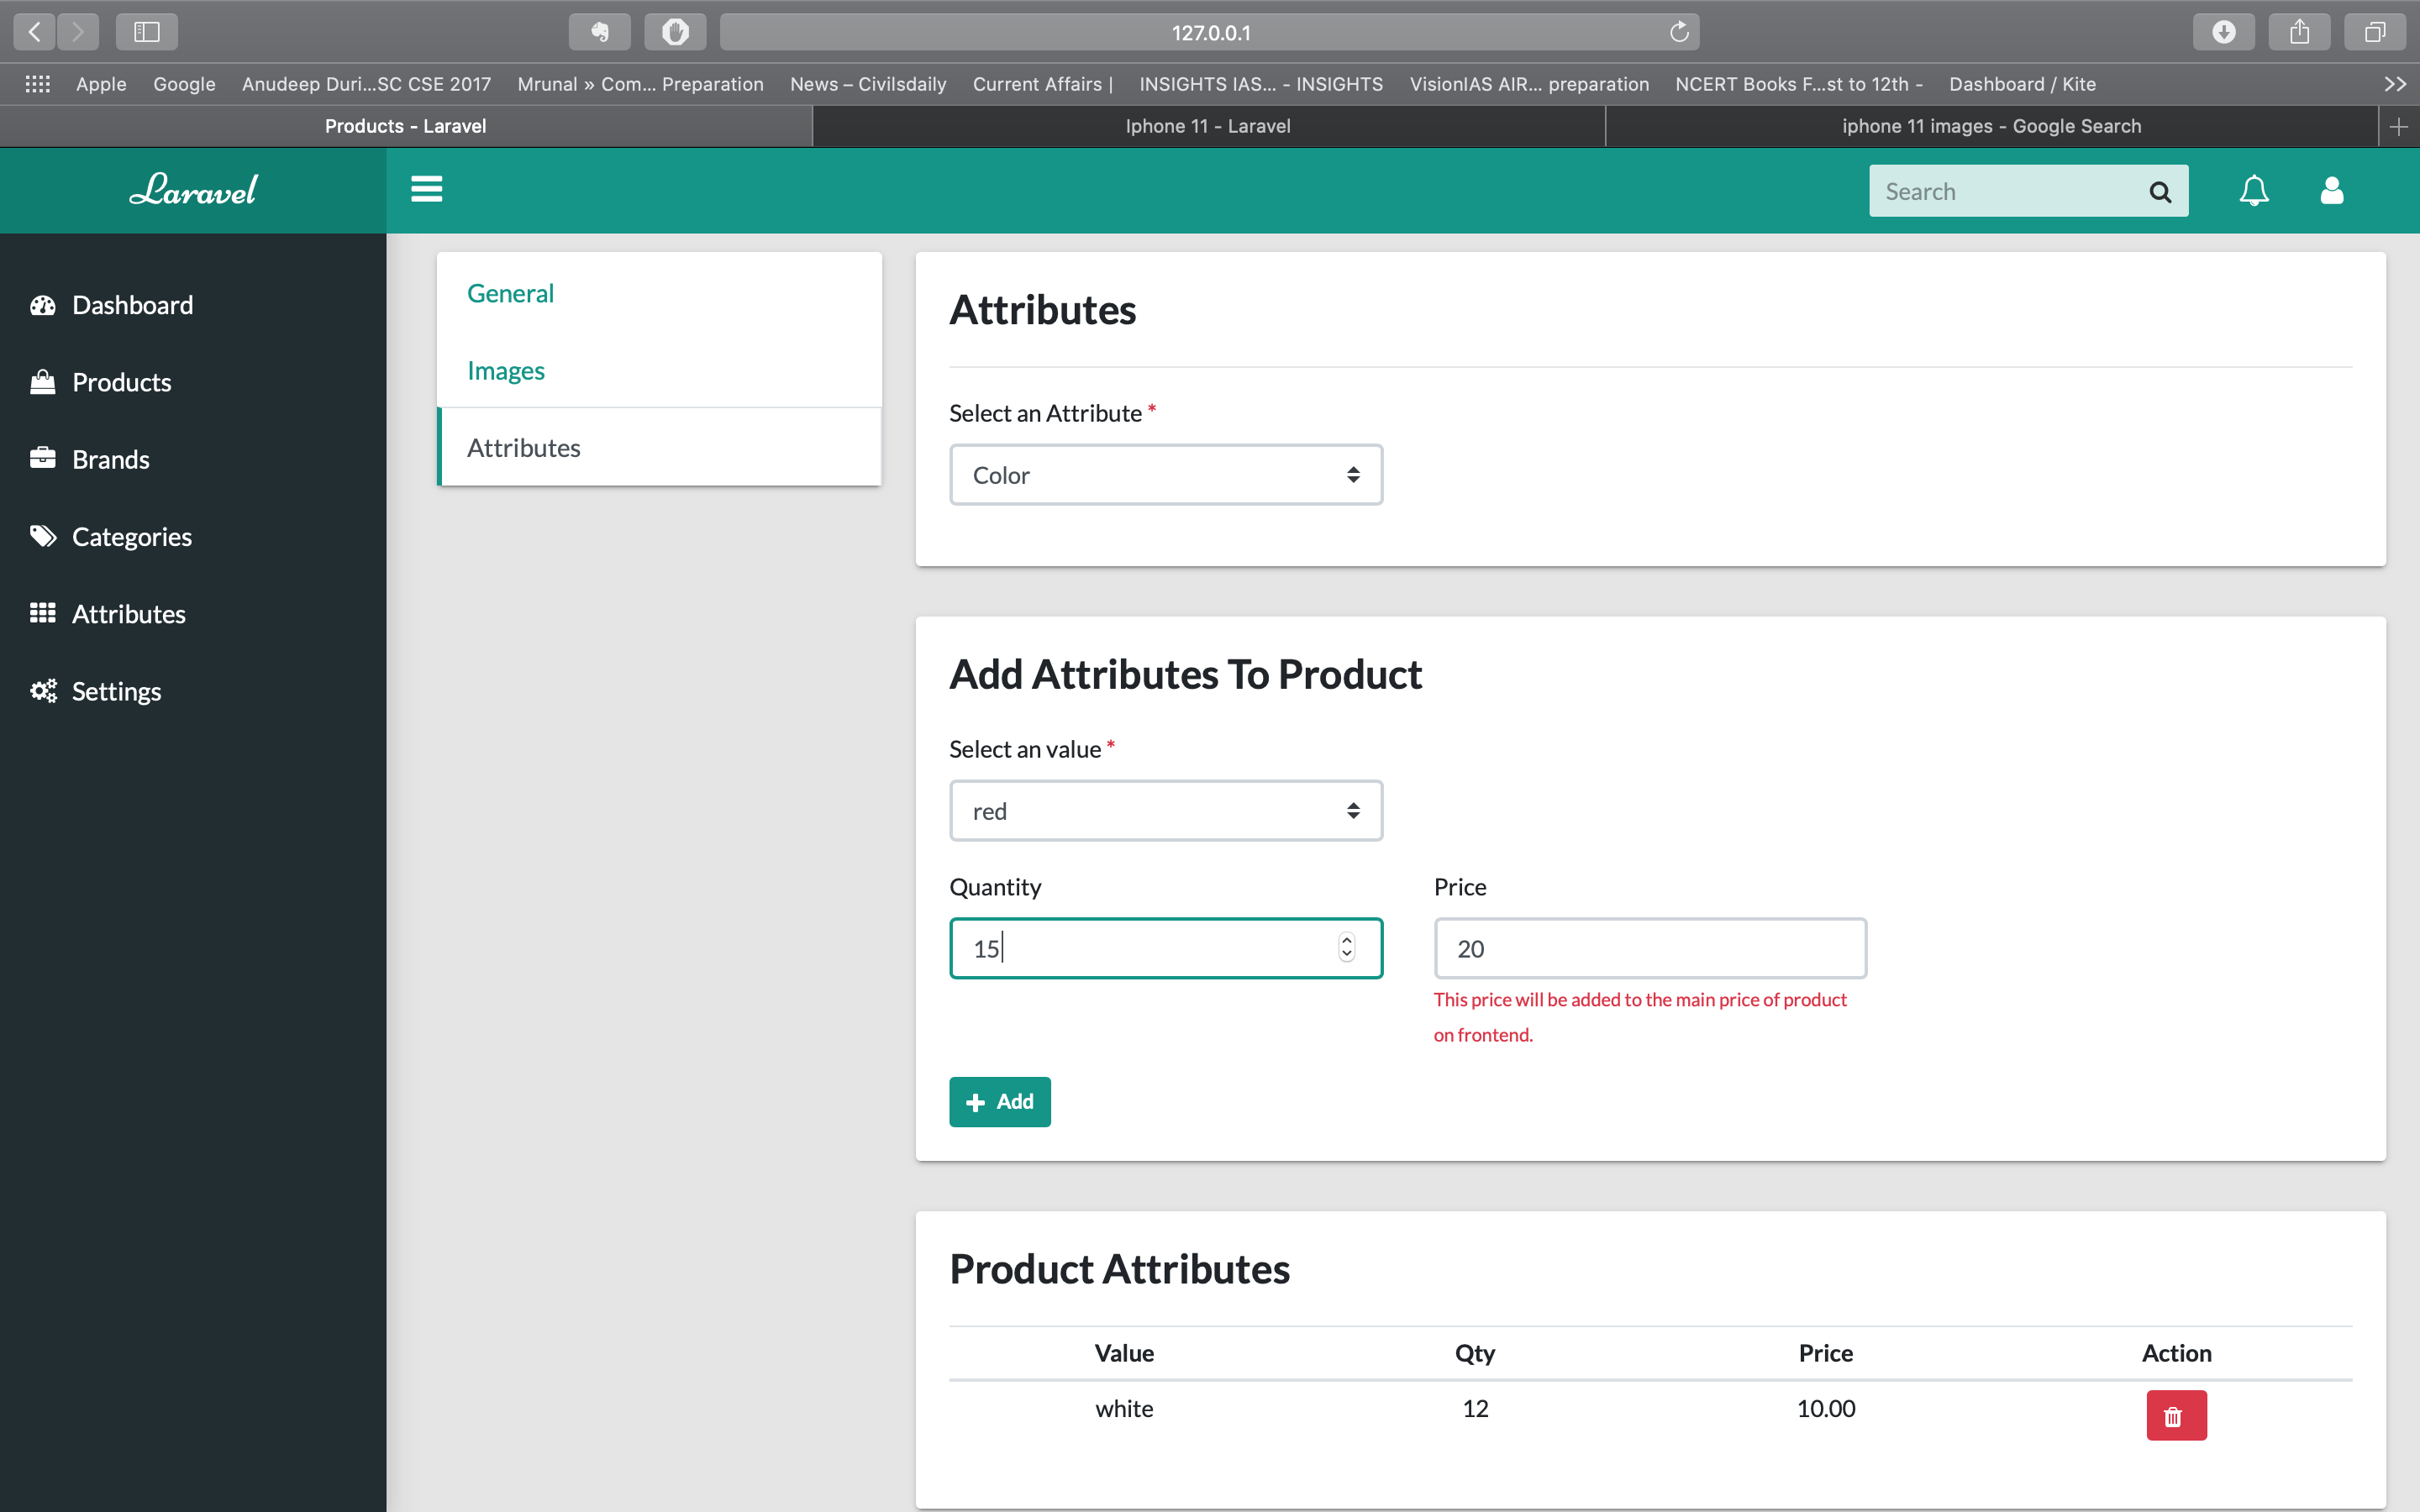 127.0.0.1
Apple Google Anudeep Duri...SC CSE 2017 Mrunal » Com... Preparation News – Civilsdaily Current Affairs | INSIGHTS IAS... - INSIGHTS VisionIAS AIR... preparation NCERT Books F...st to 12th - Dashboard / Kite
Products - Laravel Iphone 11 - Laravel iphone 11 images - Google Search
Laravel
Search
Dashboard
Products
Brands
Categories
Attributes
Settings
General
Images
Attributes
Attributes
Select an Attribute *
Color
Add Attributes To Product
Select an value *
red
Quantity Price
15 20
This price will be added to the main price of product
on frontend.
Add
Product Attributes
Value Qty Price Action
white 12 10.00